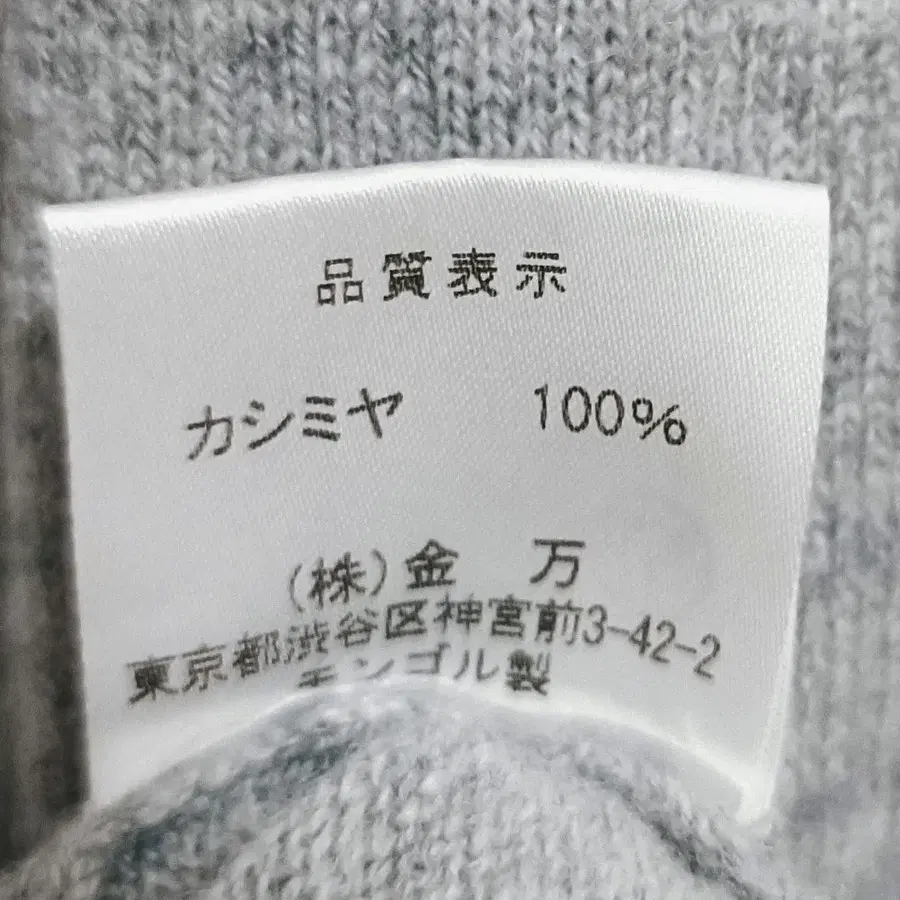 品質表示
カシミヤ 100%
(株)金 万
東京都渋谷区神宮前3-42-2
モンゴル製